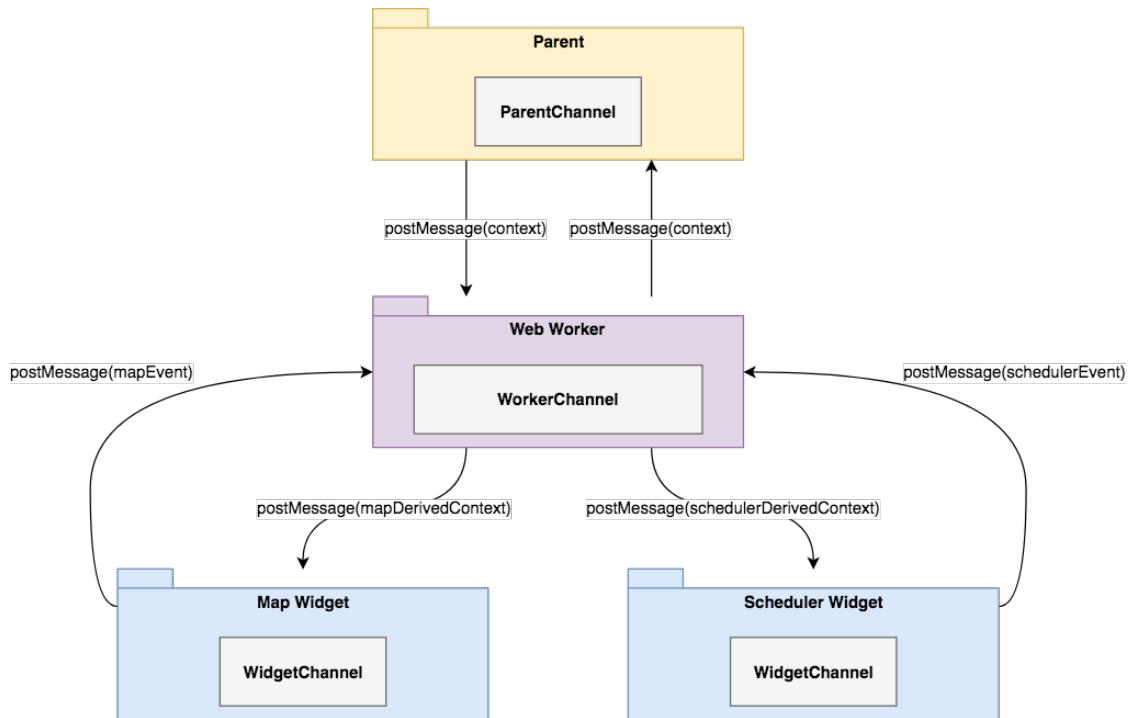 Parent
ParentChannel
postMessage(context)
postMessage(context)
Web Worker
postMessage(mapEvent)
postMessage(schedulerEvent)
WorkerChannel
postMessage(mapDerivedContext)
postMessage(schedulerDerivedContext)
Map Widget
Scheduler Widget
WidgetChannel
WidgetChannel